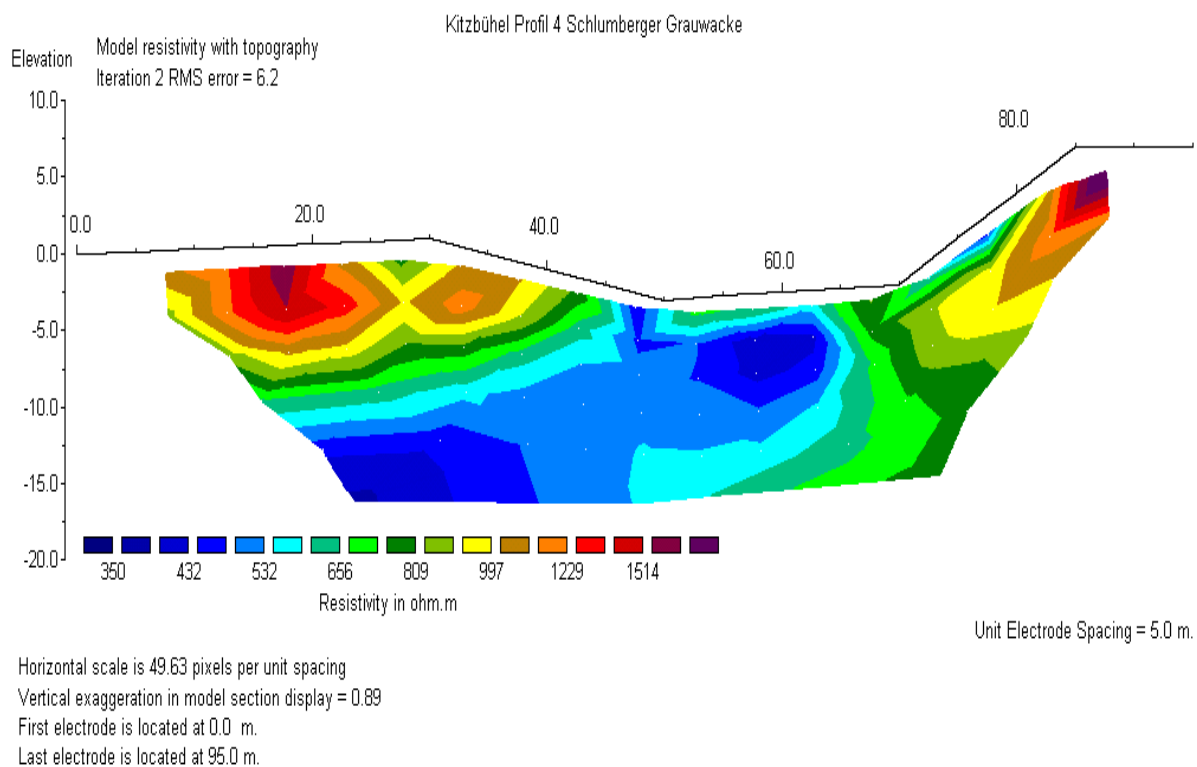 Kitzbühel Profil 4 Schlumberger Grauwacke
Model resistivity with topography
Elevation
Iteration 2 RMS error = 6.2
10.0
80.0
5.0
20.0
0.0
40.0
0.0
60.0
-5.0
-10.0
-15.0
-20.0
350 432 532 656 809 997 1229 1514
Resistivity in ohm.m
Unit Electrode Spacing = 5.0 m.
Horizontal scale is 49.63 pixels per unit spacing
Vertical exaggeration in model section display = 0.89
First electrode is located at 0.0 m.
Last electrode is located at 95.0 m.